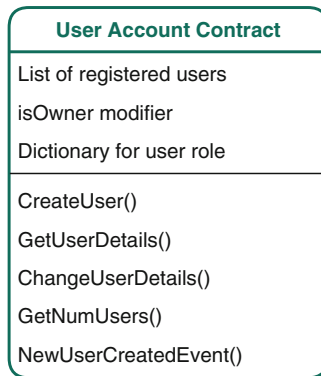 User Account Contract
List of registered users
isOwner modifier
Dictionary for user role
CreateUser()
GetUserDetails()
ChangeUserDetails()
GetNumUsers()
NewUserCreatedEvent()